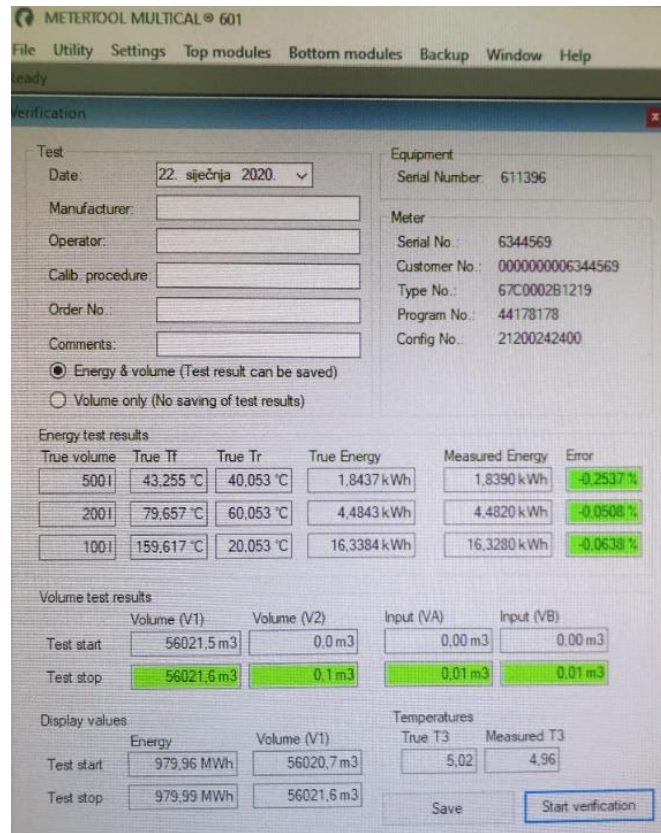 METERTOOL MULTICAL® 601
File Utility Settings Top modules Bottom modules Backup Window Help
Ready
Verification
Test
Date: 22. siječnja 2020.
Manufacturer:
Operator:
Calib. procedure:
Order No.:
Comments:
Energy & volume (Test result can be saved)
Volume only (No saving of test results)
Equipment
Serial Number: 611396
Meter
Serial No.: 6344569
Customer No.: 0000000006344569
Type No.: 67C0002B1219
Program No.: 44178178
Config No.: 21200242400
Energy test results
True volume True Tf True Tr True Energy Measured Energy Error
500 l 43,255 °C 40,053 °C 1,8437 kWh 1,8390 kWh -0,2537 %
200 l 79,657 °C 60,053 °C 4,4843 kWh 4,4820 kWh -0,0508 %
100 l 159,617 °C 20,053 °C 16,3384 kWh 16,3280 kWh -0,0638 %
Volume test results
Volume (V1) Volume (V2) Input (VA) Input (VB)
Test start 56021,5 m3 0,0 m3 0,00 m3 0,00 m3
Test stop 56021,6 m3 0,1 m3 0,01 m3 0,01 m3
Display values
Energy Volume (V1)
Test start 979,96 MWh 56020,7 m3
Test stop 979,99 MWh 56021,6 m3
Temperatures
True T3 Measured T3
5,02 4,96
Save Start verification